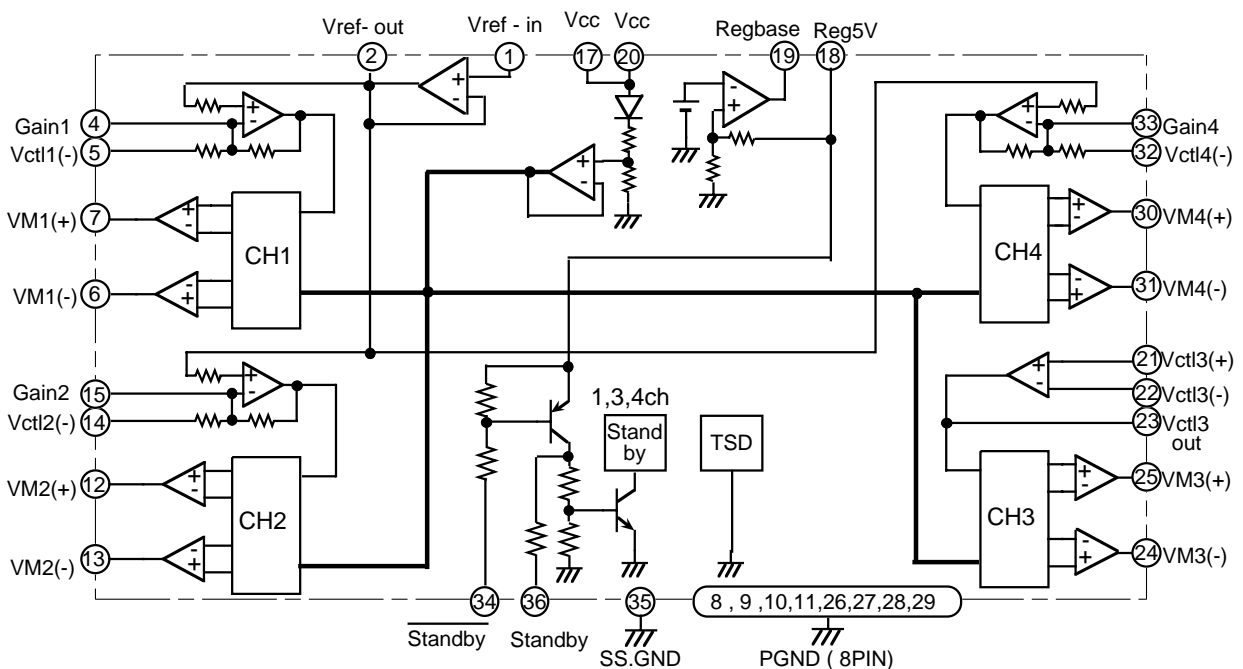 Vref- out
Vref - in
Vcc
Vcc
Regbase
Reg5V
2
1
17
20
19
18
+
-
-
+
+
-
+
-
+
-
4
Gain1
5
Vctl1(-)
33
Gain4
32
Vctl4(-)
7
VM1(+)
+
-
CH1
6
VM1(-)
-
+
CH4
+
-
30
VM4(+)
-
+
31
VM4(-)
+
-
15
Gain2
14
Vctl2(-)
+
-
21
Vctl3(+)
22
Vctl3(-)
23
Vctl3
out
1,3,4ch
Stand
by
TSD
12
VM2(+)
+
-
CH2
13
VM2(-)
-
+
CH3
+
-
25
VM3(+)
-
+
24
VM3(-)
34
36
35
8 , 9 ,10,11,26,27,28,29
Standby
Standby
SS.GND
PGND ( 8PIN)